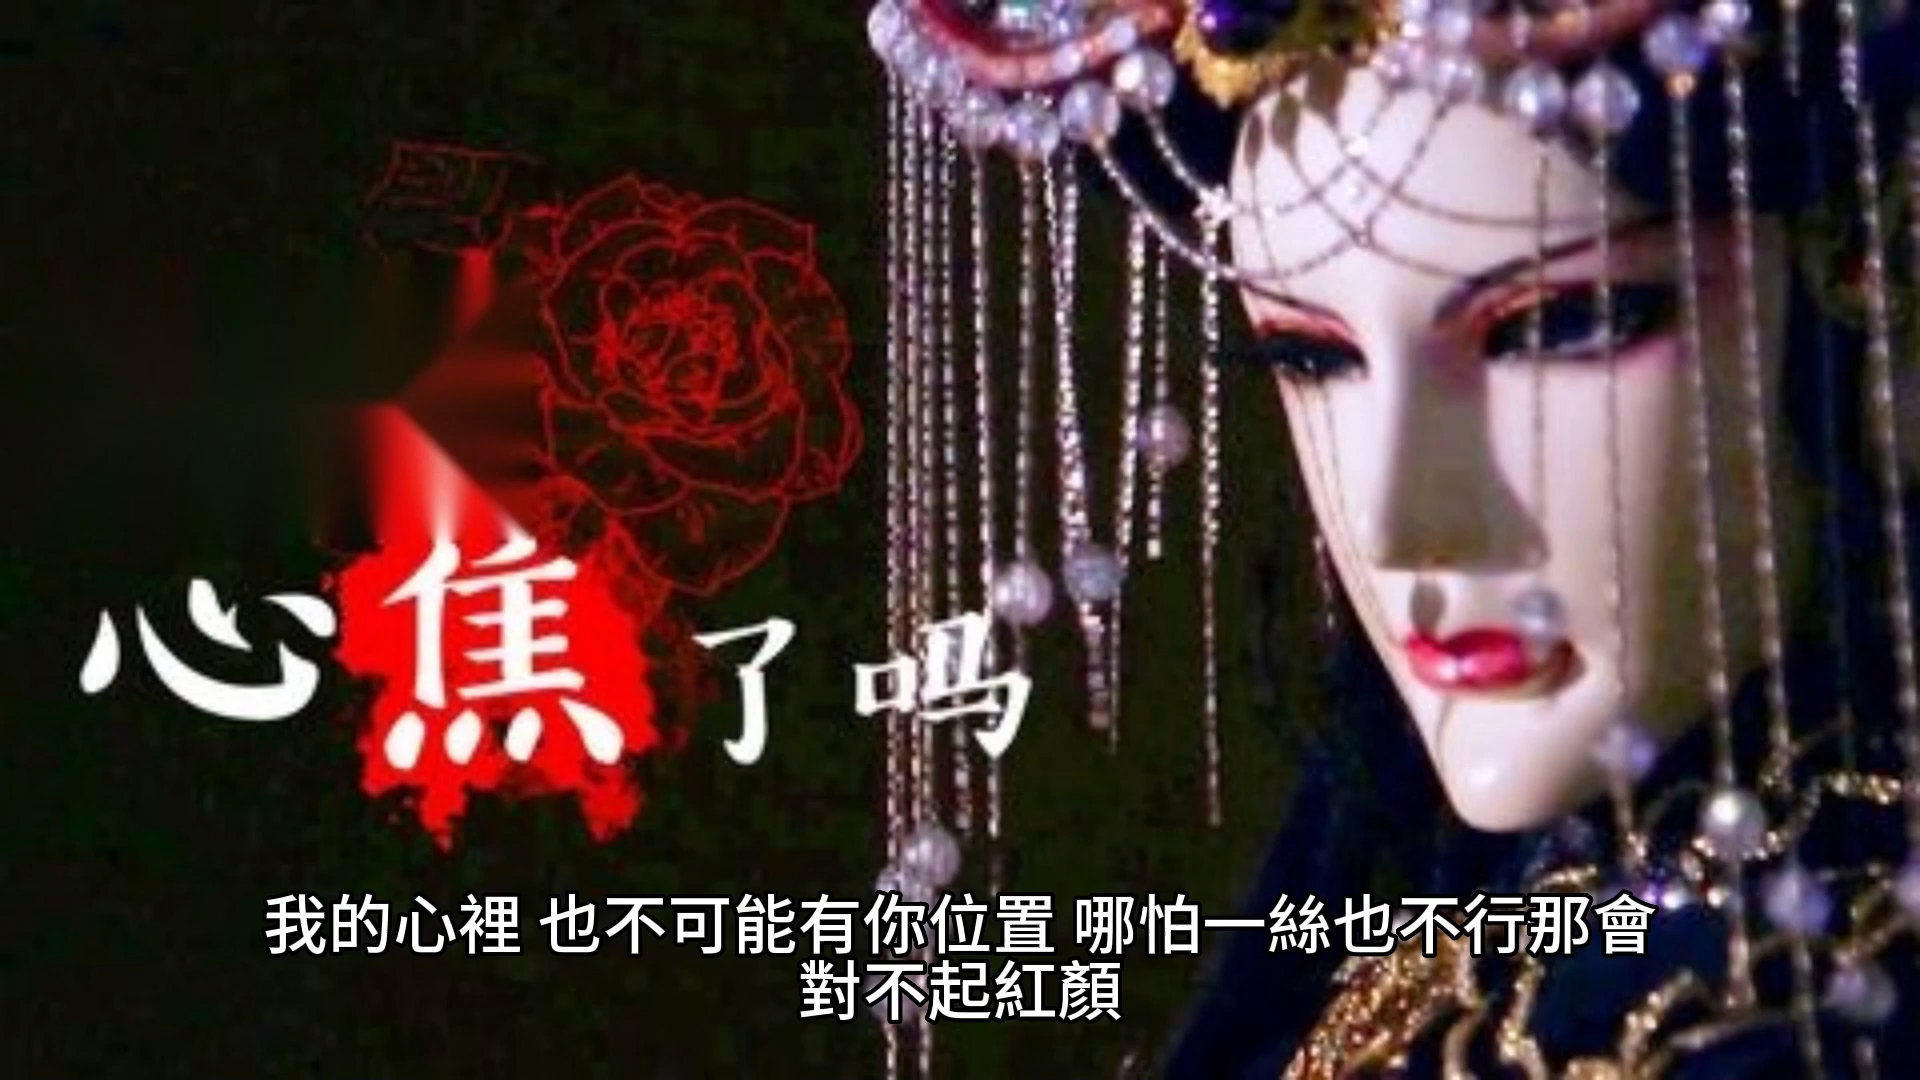 心焦了吗
我的心裡 也不可能有你位置 哪怕一絲也不行那會
對不起紅顏